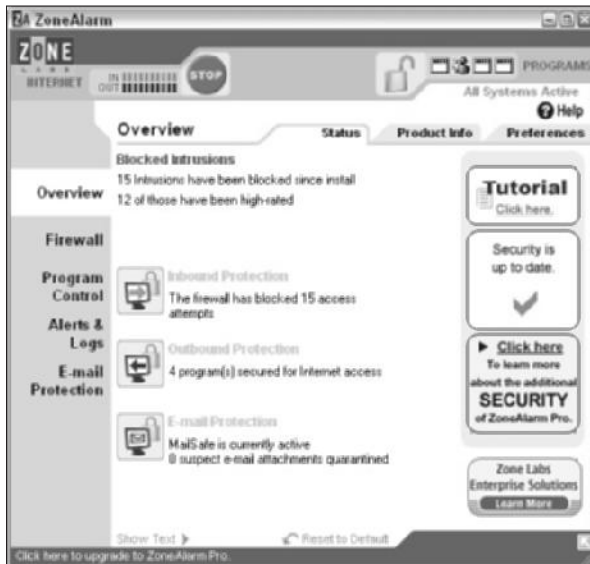 ZA ZoneAlarm
ZONE
LABS
INTERNET
IN
OUT
STOP
PROGRAMS
All Systems Active
Help
Overview
Status
Product Info
Preferences
Overview
Firewall
Program
Control
Alerts &
Logs
E-mail
Protection
Blocked Intrusions
15 Intrusions have been blocked since install
12 of those have been high-rated
Inbound Protection
The firewall has blocked 15 access
attempts
Outbound Protection
4 program(s) secured for Internet access
E-mail Protection
MailSafe is currently active
0 suspect e-mail attachments quarantined
Tutorial
Click here.
Security is
up to date.
Click here
To learn more
about the additional
SECURITY
of ZoneAlarm Pro.
Zone Labs
Enterprise Solutions
Learn More
Show Text
Reset to Default
Click here to upgrade to ZoneAlarm Pro.